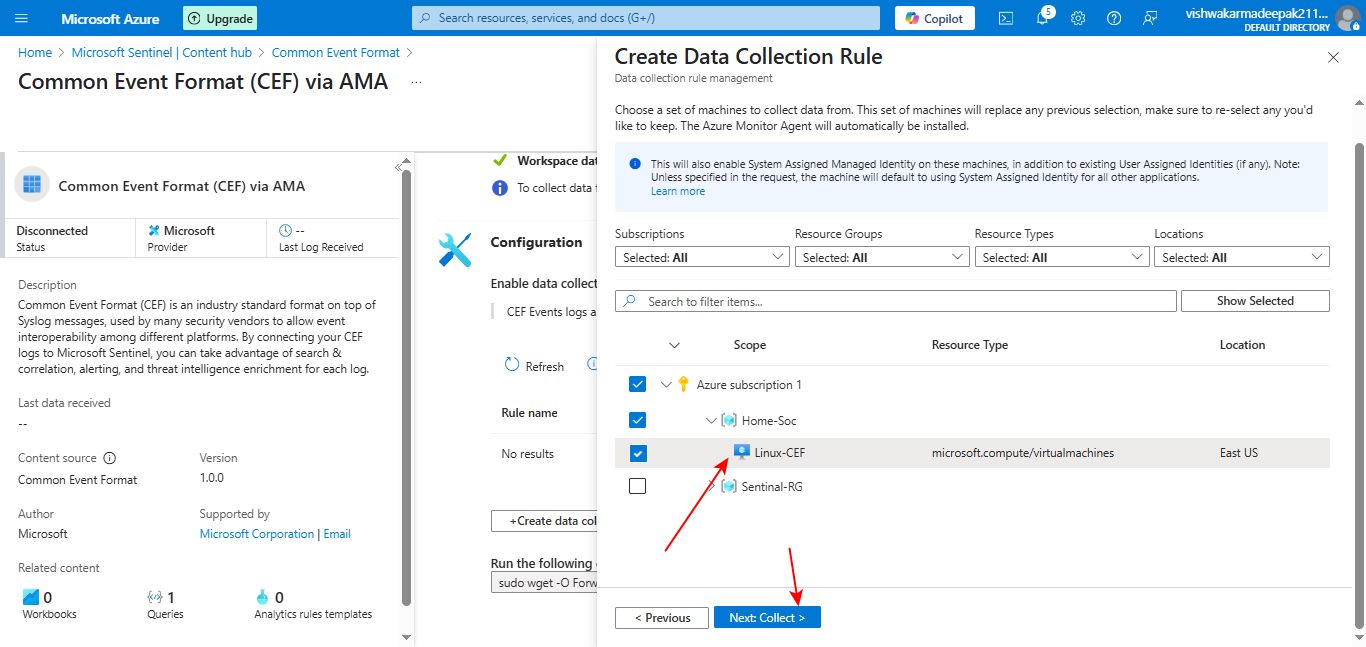 Microsoft Azure
Upgrade
Search resources, services, and docs (G+/)
Copilot
5
vishwakarmadeepak211...
DEFAULT DIRECTORY
Home > Microsoft Sentinel | Content hub > Common Event Format >
Common Event Format (CEF) via AMA ...
Common Event Format (CEF) via AMA
Disconnected
Status
Microsoft
Provider
--
Last Log Received
Description
Common Event Format (CEF) is an industry standard format on top of
Syslog messages, used by many security vendors to allow event
interoperability among different platforms. By connecting your CEF
logs to Microsoft Sentinel, you can take advantage of search &
correlation, alerting, and threat intelligence enrichment for each log.
Last data received
--
Content source
Common Event Format
Version
1.0.0
Author
Microsoft
Supported by
Microsoft Corporation | Email
Related content
0
Workbooks
1
Queries
0
Analytics rules templates
Workspace dat
To collect data f
Configuration
Enable data collect
CEF Events logs a
Refresh
Rule name
No results
+Create data col
Run the following
sudo wget -O Forw
Create Data Collection Rule
Data collection rule management
Choose a set of machines to collect data from. This set of machines will replace any previous selection, make sure to re-select any you'd
like to keep. The Azure Monitor Agent will automatically be installed.
This will also enable System Assigned Managed Identity on these machines, in addition to existing User Assigned Identities (if any). Note:
Unless specified in the request, the machine will default to using System Assigned Identity for all other applications.
Learn more
Subscriptions
Selected: All
Resource Groups
Selected: All
Resource Types
Selected: All
Locations
Selected: All
Search to filter items...
Show Selected
Scope
Resource Type
Location
Azure subscription 1
Home-Soc
Linux-CEF
microsoft.compute/virtualmachines
East US
Sentinal-RG
< Previous
Next: Collect >